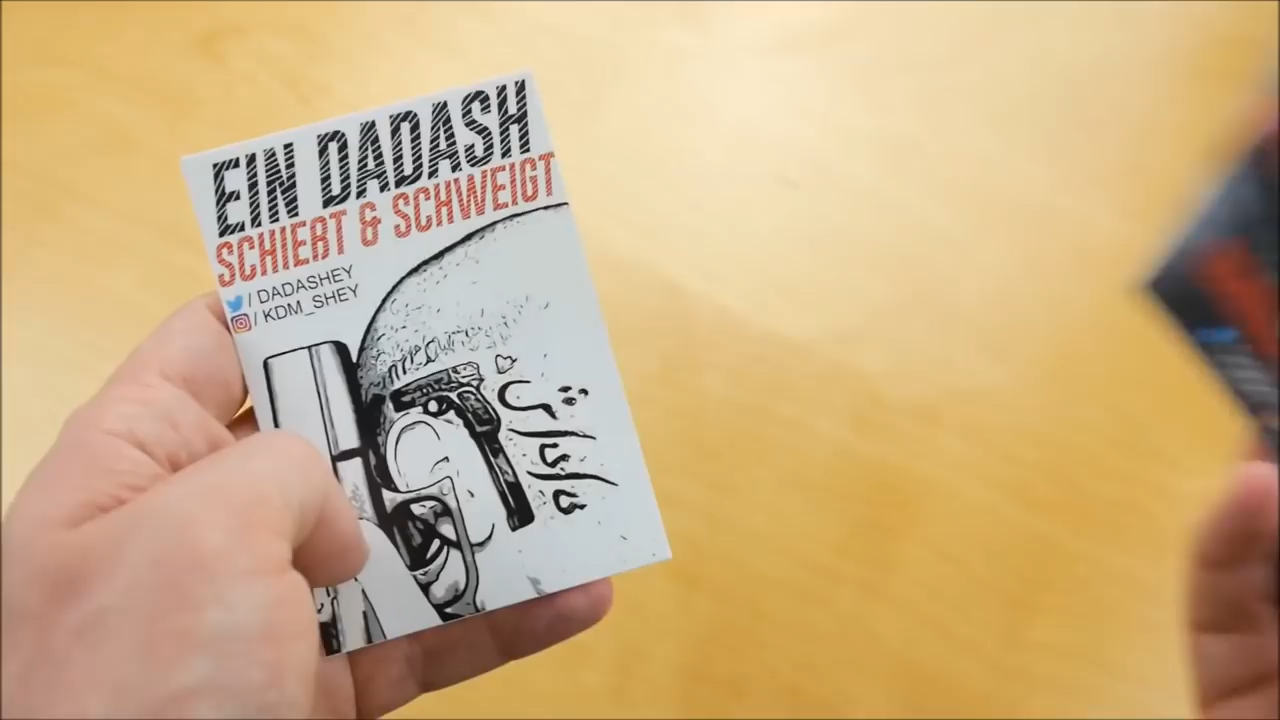 EIN DADASH
SCHIEBT & SCHWEIGT
/ DADASHEY
/ KDM_SHEY